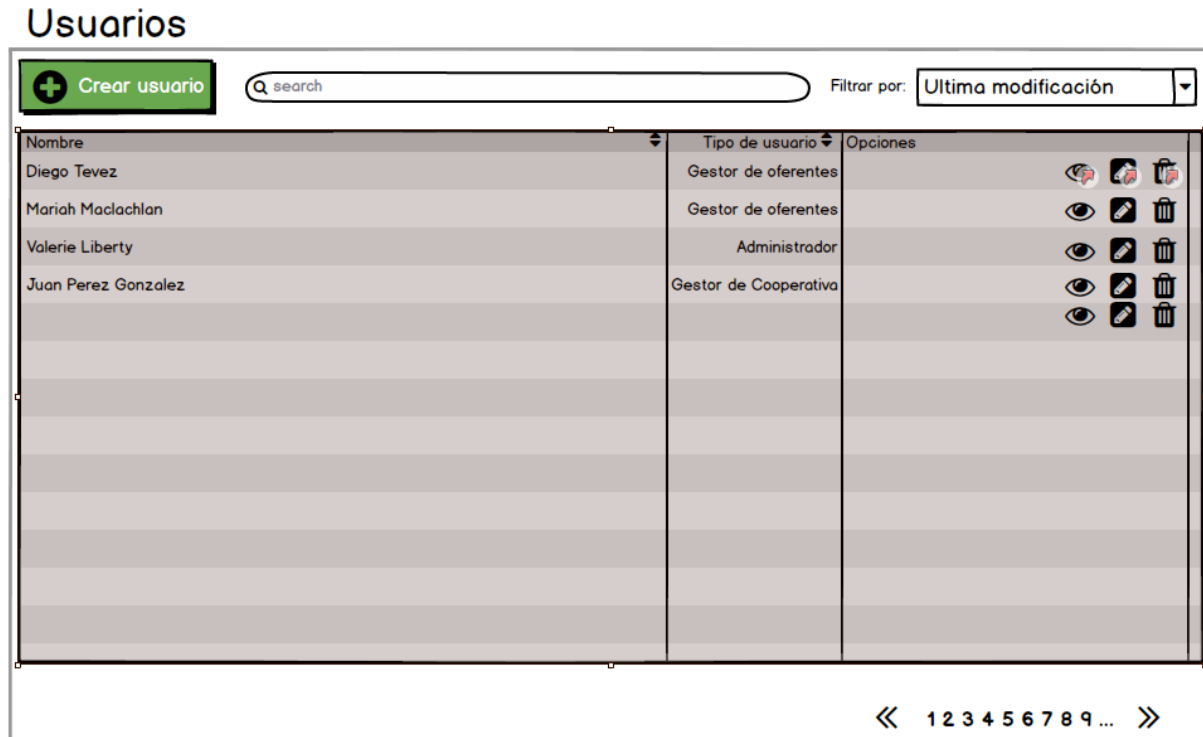 Usuarios
Crear usuario
search
Filtrar por: Ultima modificación
Nombre Tipo de usuario Opciones
Diego Tevez Gestor de oferentes
Mariah Maclachlan Gestor de oferentes
Valerie Liberty Administrador
Juan Perez Gonzalez Gestor de Cooperativa
1 2 3 4 5 6 7 8 9 ...